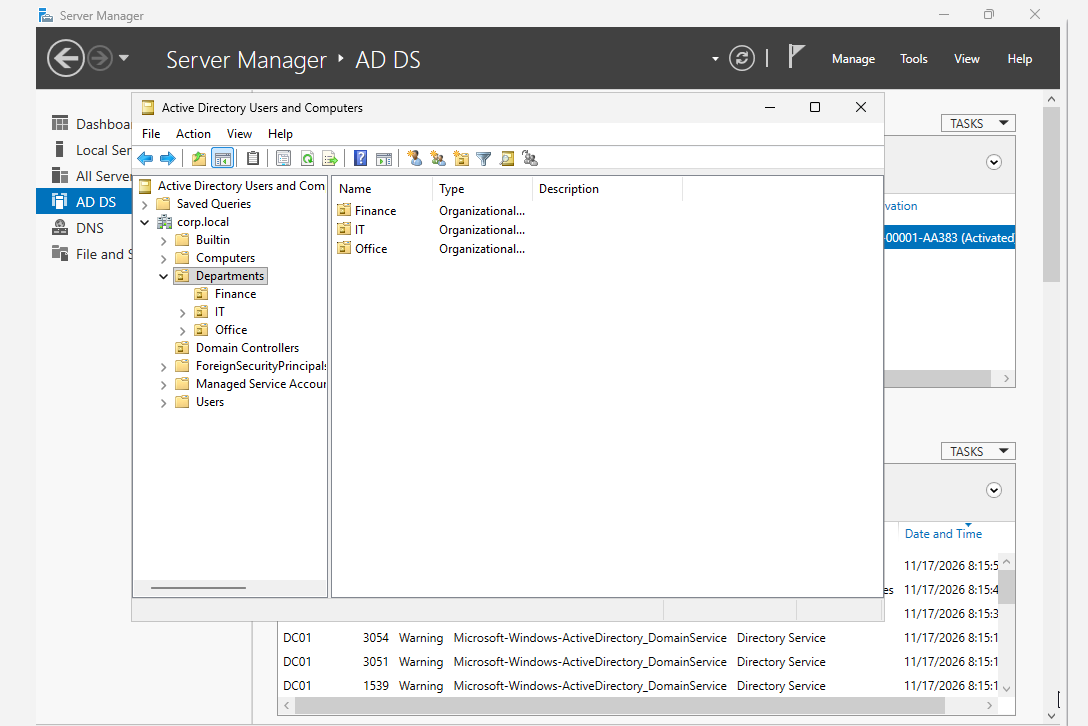 Server Manager
Server Manager ‣ AD DS
Manage
Tools
View
Help
Dashboa
Local Ser
All Server
AD DS
DNS
File and S
Active Directory Users and Computers
File Action View Help
Active Directory Users and Com
Saved Queries
corp.local
Builtin
Computers
Departments
Finance
IT
Office
Domain Controllers
ForeignSecurityPrincipals
Managed Service Accour
Users
Name Type Description
Finance Organizational...
IT Organizational...
Office Organizational...
TASKS
vation
-00001-AA383 (Activated
TASKS
Date and Time
11/17/2026 8:15:5
es 11/17/2026 8:15:4
11/17/2026 8:15:3
DC01 3054 Warning Microsoft-Windows-ActiveDirectory_DomainService Directory Service 11/17/2026 8:15:1
DC01 3051 Warning Microsoft-Windows-ActiveDirectory_DomainService Directory Service 11/17/2026 8:15:1
DC01 1539 Warning Microsoft-Windows-ActiveDirectory_DomainService Directory Service 11/17/2026 8:15:1